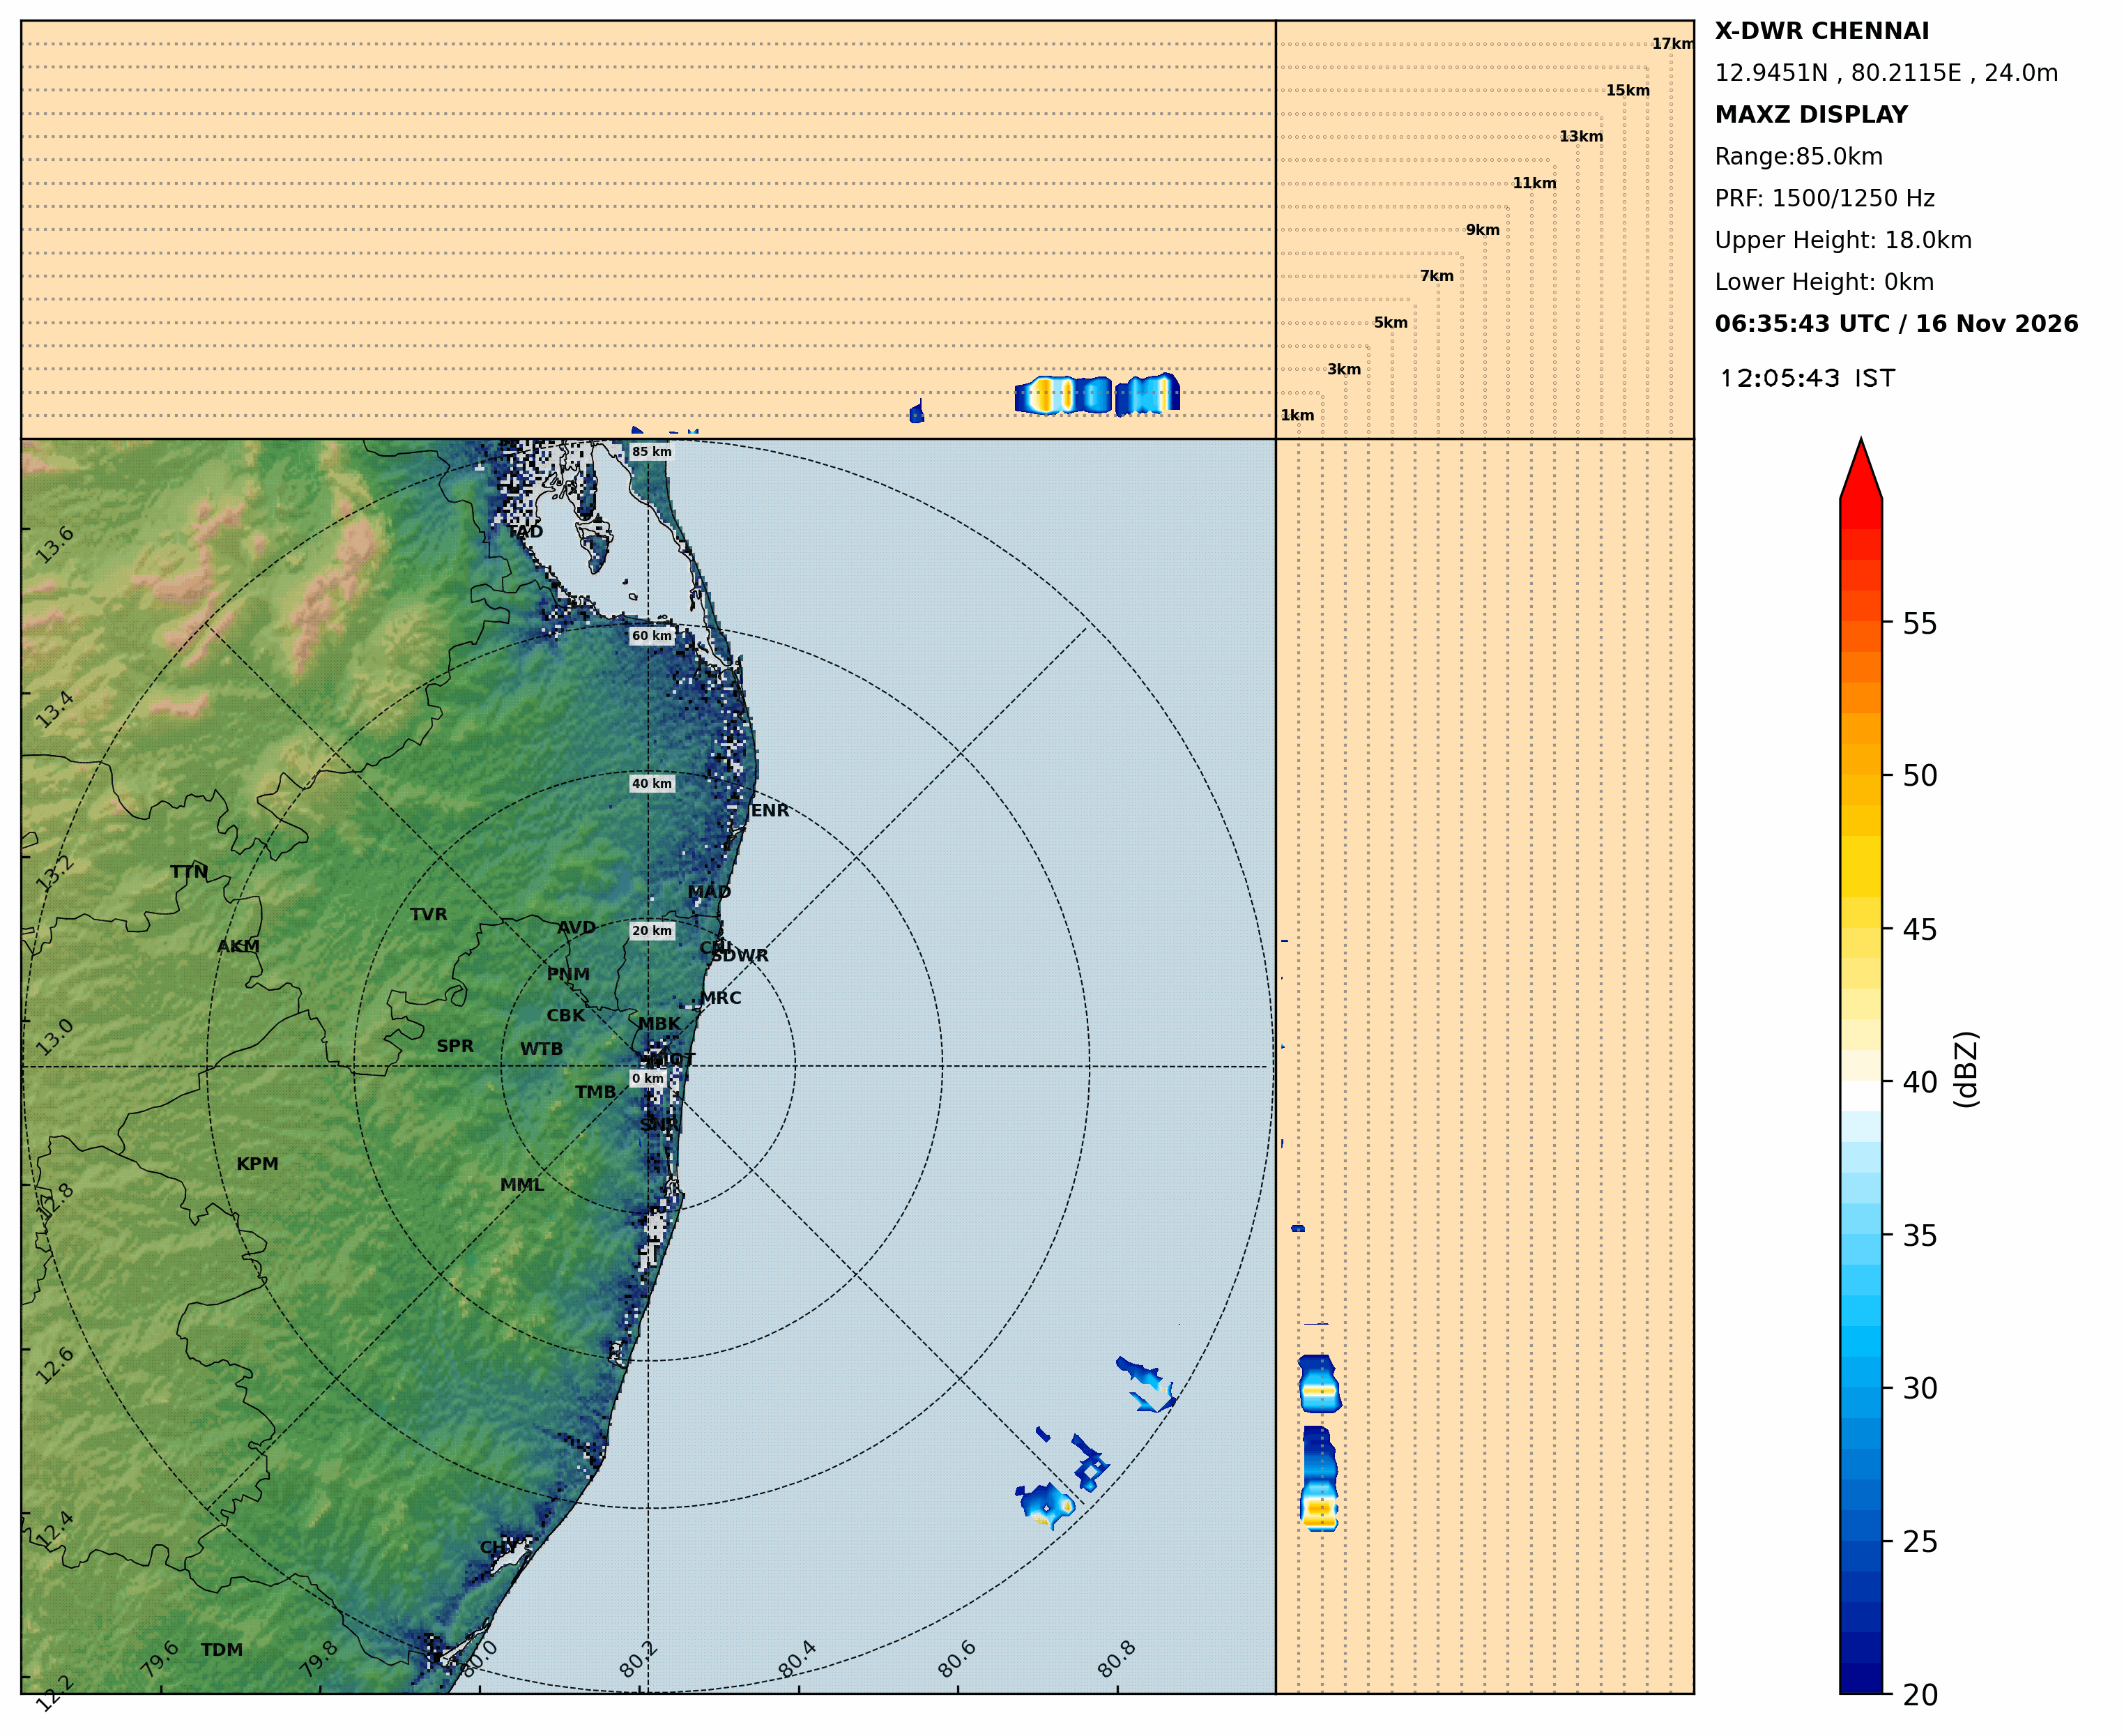 X-DWR CHENNAI
12.9451N , 80.2115E , 24.0m
MAXZ DISPLAY
Range:85.0km
PRF: 1500/1250 Hz
Upper Height: 18.0km
Lower Height: 0km
06:35:43 UTC / 16 Nov 2026
12:05:43 IST
17km
15km
13km
11km
9km
7km
5km
3km
1km
85 km
TAD
13.6
60 km
13.4
40 km
ENR
13.2
TTN
MAD
TVR
AVD
20 km
AKM
SDWR
PNM
MRC
CBK
MBK
13.0
SPR
WTB
0 km
TMB
SNR
KPM
MML
12.8
12.6
12.4
CHY
TDM
12.2
79.6
79.8
80.0
80.2
80.4
80.6
80.8
55
50
45
40
35
30
25
20
(dBZ)